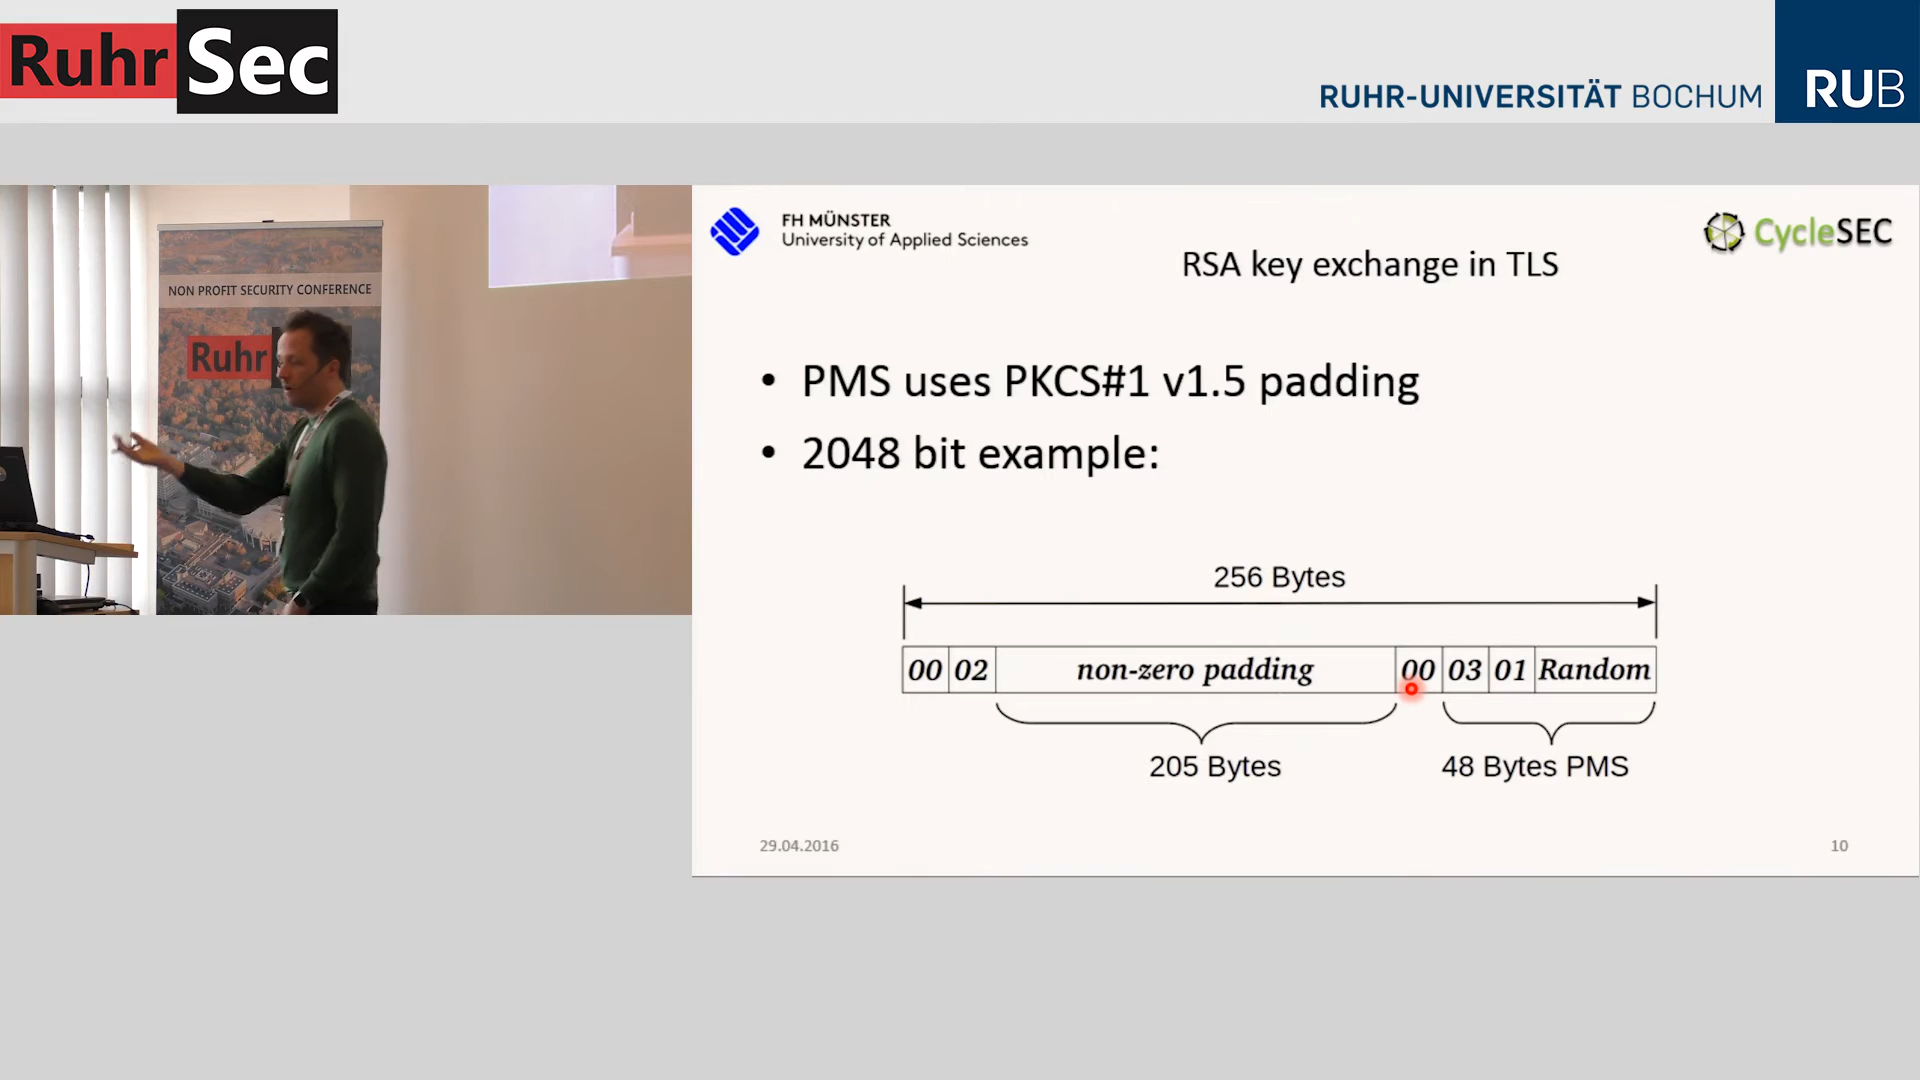 RuhrSec
RUHR-UNIVERSITÄT BOCHUM
RUB
NON PROFIT SECURITY CONFERENCE
Ruhr
FH MÜNSTER
University of Applied Sciences
CycleSEC
RSA key exchange in TLS
• PMS uses PKCS#1 v1.5 padding
• 2048 bit example:
256 Bytes
00 02 non-zero padding 00 03 01 Random
205 Bytes
48 Bytes PMS
29.04.2016
10